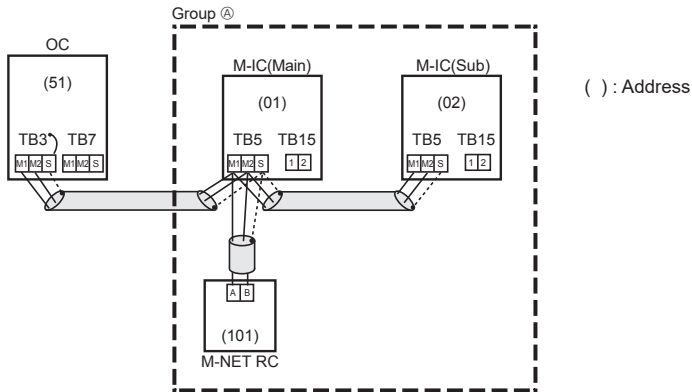 Group Ⓐ
OC
(51)
TB3 TB7
M1 M2 S M1 M2 S
M-IC(Main)
(01)
TB5 TB15
M1 M2 S 1 2
M-IC(Sub)
(02)
TB5 TB15
M1 M2 S 1 2
( ) : Address
A B
(101)
M-NET RC